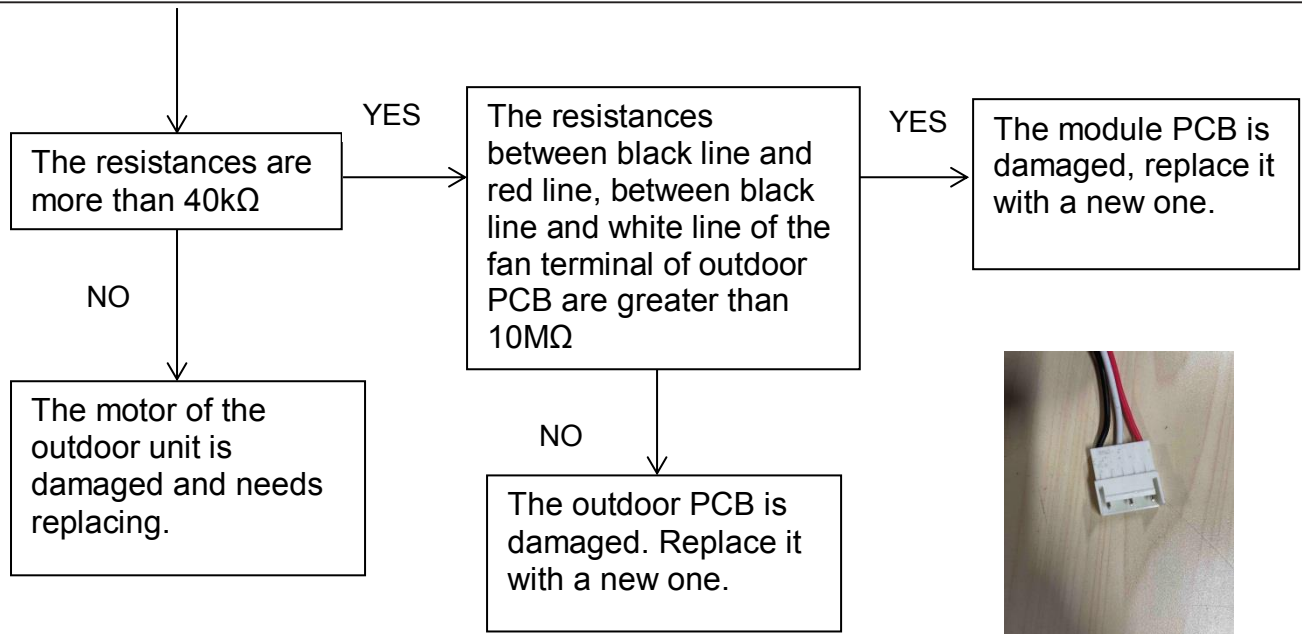 The resistances are
more than 40kΩ
YES
The resistances
between black line and
red line, between black
line and white line of the
fan terminal of outdoor
PCB are greater than
10MΩ
YES
The module PCB is
damaged, replace it
with a new one.
NO
The motor of the
outdoor unit is
damaged and needs
replacing.
NO
The outdoor PCB is
damaged. Replace it
with a new one.